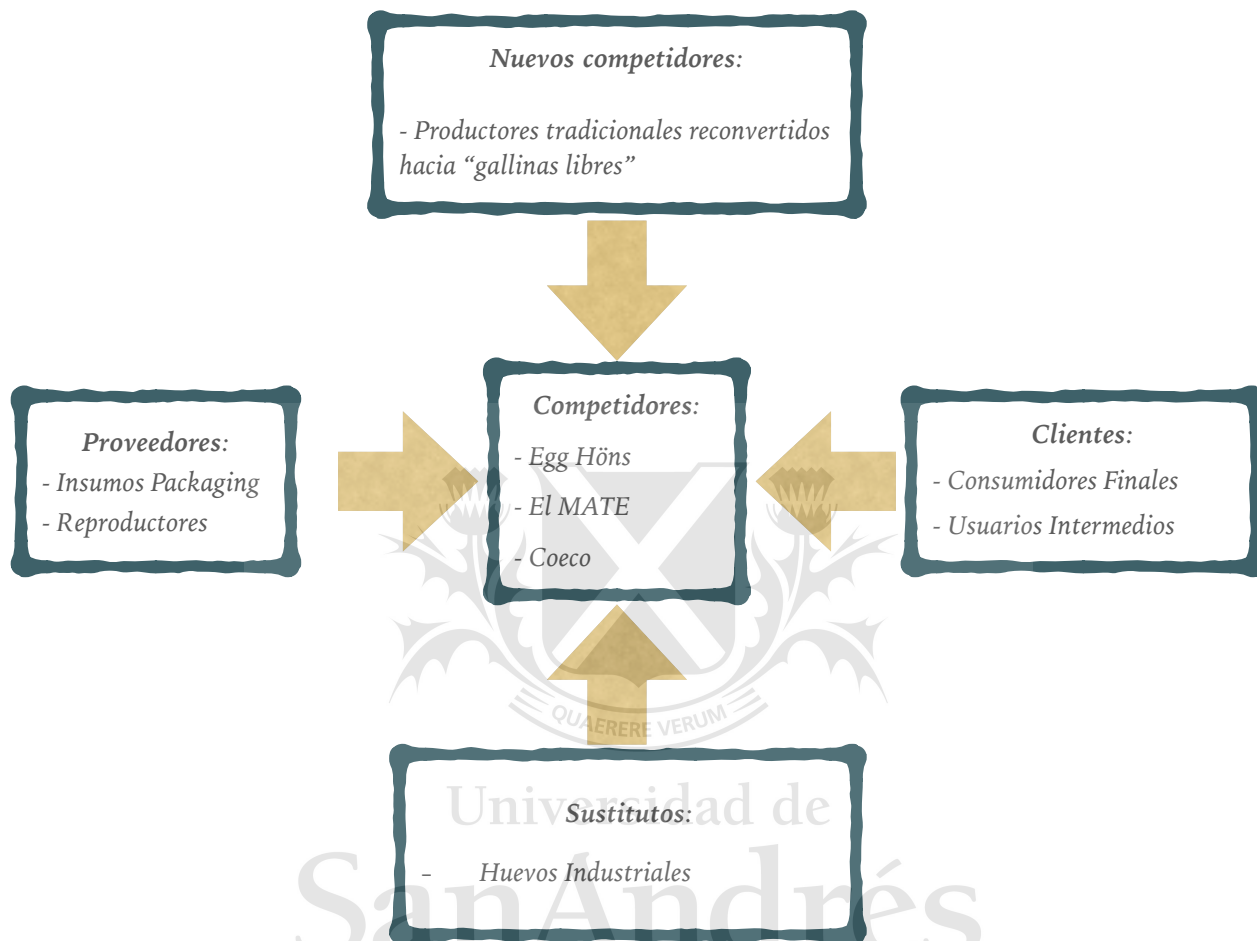 Nuevos competidores:
- Productores tradicionales reconvertidos
hacia “gallinas libres”
Proveedores:
- Insumos Packaging
- Reproductores
Competidores:
- Egg Höns
- El MATE
- Coeco
Clientes:
- Consumidores Finales
- Usuarios Intermedios
QUAERERE VERUM
Sustitutos:
- Huevos Industriales
Universidad de
SanAndrés